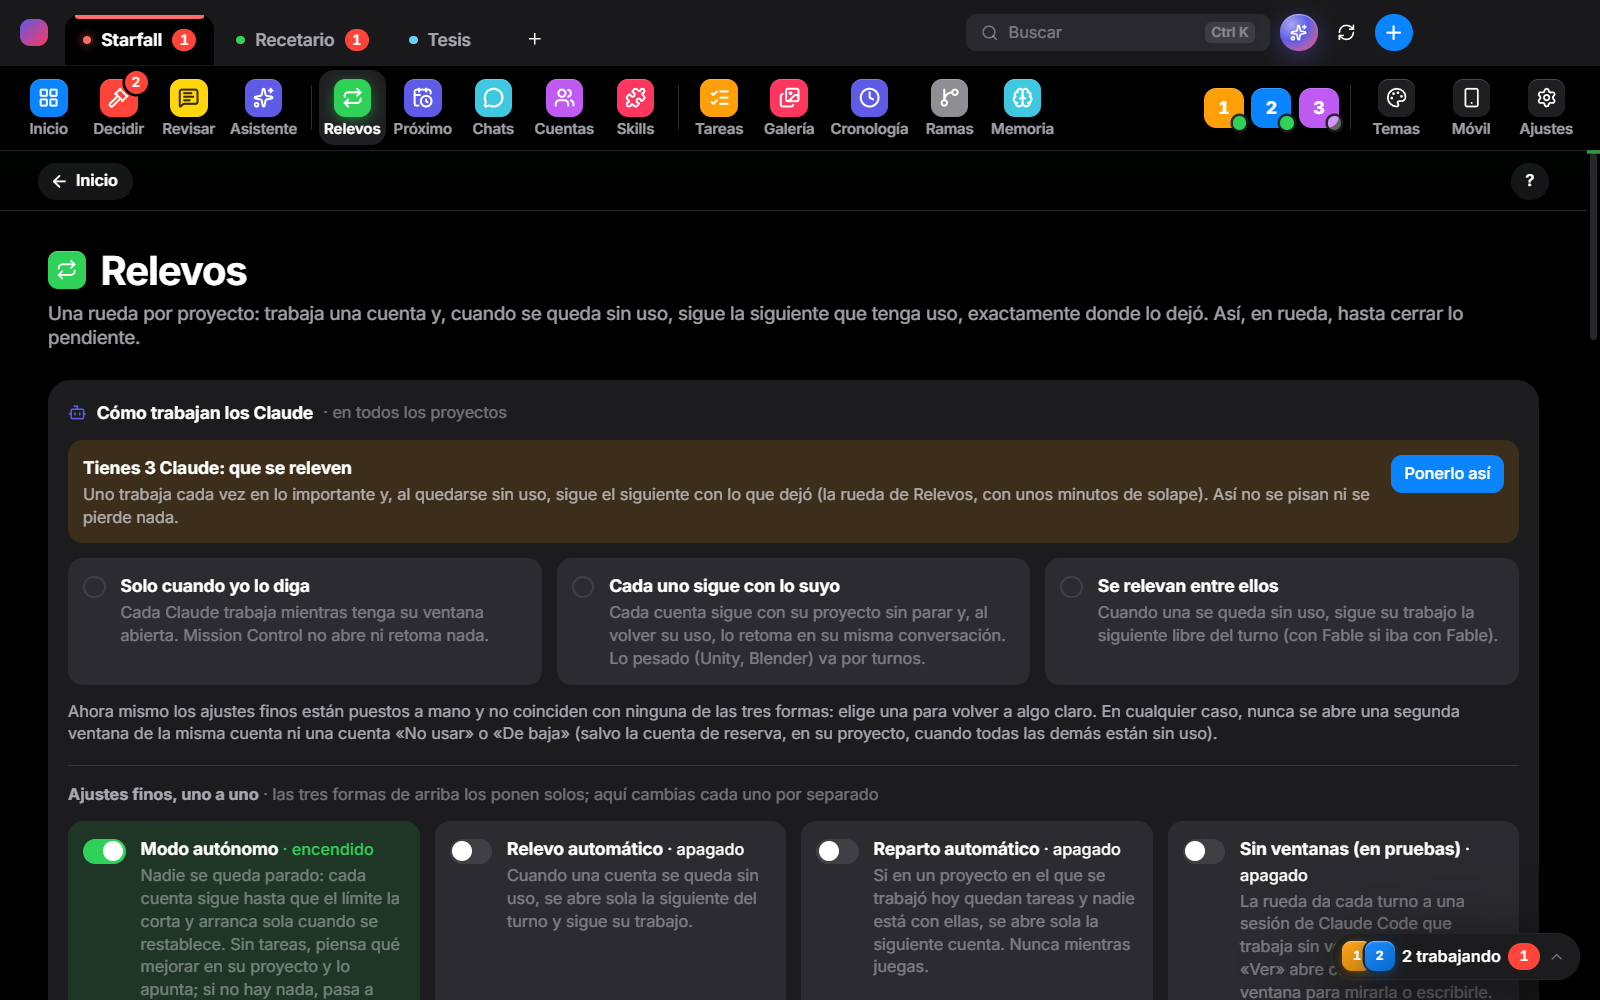 Starfall 1
Recetario 1
Tesis
+
Buscar
Ctrl K
Inicio
Decidir
2
Revisar
Asistente
Relevos
Próximo
Chats
Cuentas
Skills
Tareas
Galería
Cronología
Ramas
Memoria
1
2
3
Temas
Móvil
Ajustes
← Inicio
?
Relevos
Una rueda por proyecto: trabaja una cuenta y, cuando se queda sin uso, sigue la siguiente que tenga uso, exactamente donde lo dejó. Así, en rueda, hasta cerrar lo
pendiente.
Cómo trabajan los Claude · en todos los proyectos
Tienes 3 Claude: que se releven
Uno trabaja cada vez en lo importante y, al quedarse sin uso, sigue el siguiente con lo que dejó (la rueda de Relevos, con unos minutos de solape). Así no se pisan ni se
pierde nada.
Ponerlo así
Solo cuando yo lo diga
Cada Claude trabaja mientras tenga su ventana
abierta. Mission Control no abre ni retoma nada.
Cada uno sigue con lo suyo
Cada cuenta sigue con su proyecto sin parar y, al
volver su uso, lo retoma en su misma conversación.
Lo pesado (Unity, Blender) va por turnos.
Se relevan entre ellos
Cuando una se queda sin uso, sigue su trabajo la
siguiente libre del turno (con Fable si iba con Fable).
Ahora mismo los ajustes finos están puestos a mano y no coinciden con ninguna de las tres formas: elige una para volver a algo claro. En cualquier caso, nunca se abre una segunda
ventana de la misma cuenta ni una cuenta «No usar» o «De baja» (salvo la cuenta de reserva, en su proyecto, cuando todas las demás están sin uso).
Ajustes finos, uno a uno · las tres formas de arriba los ponen solos; aquí cambias cada uno por separado
Modo autónomo · encendido
Nadie se queda parado: cada
cuenta sigue hasta que el límite la
corta y arranca sola cuando se
restablece. Sin tareas, piensa qué
mejorar en su proyecto y lo
apunta; si no hay nada, pasa a
Relevo automático · apagado
Cuando una cuenta se queda sin
uso, se abre sola la siguiente del
turno y sigue su trabajo.
Reparto automático · apagado
Si en un proyecto en el que se
trabajó hoy quedan tareas y nadie
está con ellas, se abre sola la
siguiente cuenta. Nunca mientras
juegas.
Sin ventanas (en pruebas) ·
apagado
La rueda da cada turno a una
sesión de Claude Code que
trabaja sin
«Ver» abre
ventana para mirarla o escribirle.
1 2 2 trabajando 1